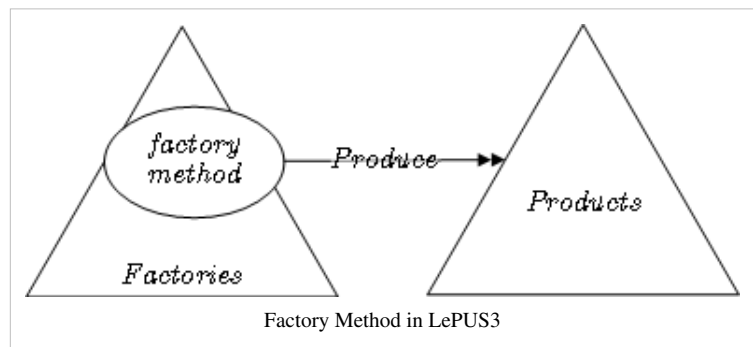 factory
method
Produce
Products
Factories
Factory Method in LePUS3